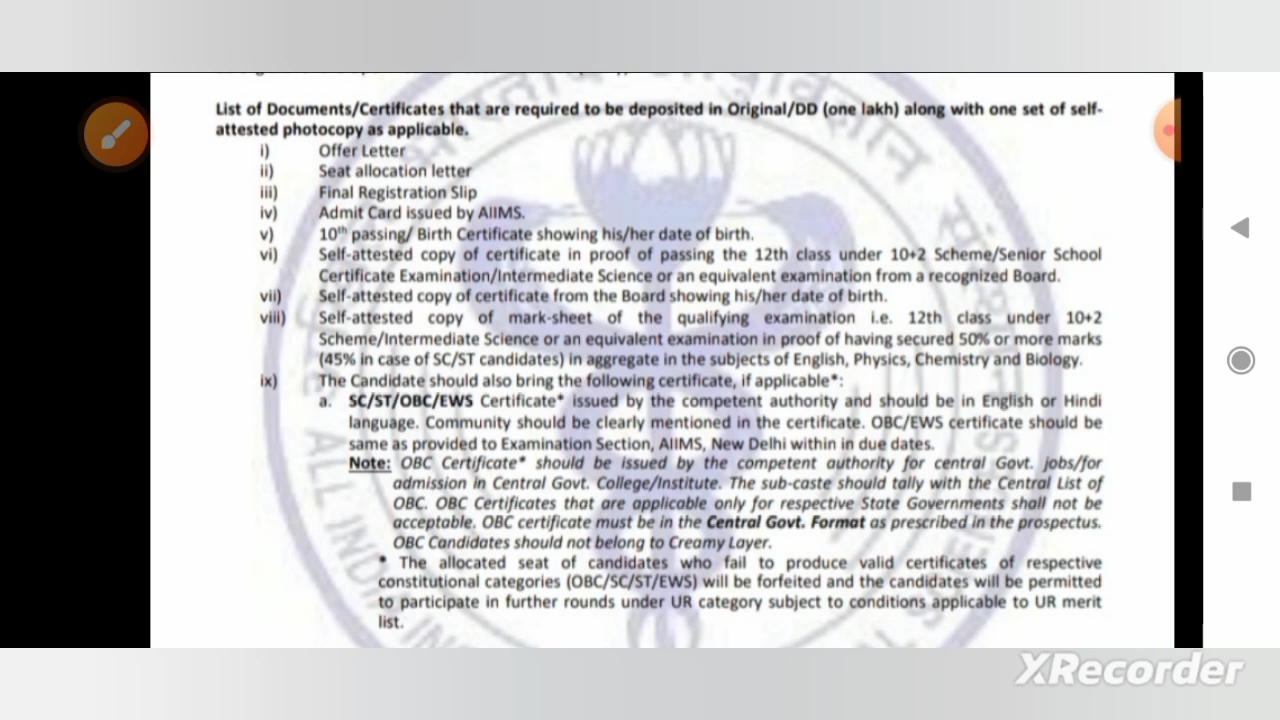 List of Documents/Certificates that are required to be deposited in Original/DD (one lakh) along with one set of self-
attested photocopy as applicable.
i) Offer Letter
ii) Seat allocation letter
iii) Final Registration Slip
iv) Admit Card issued by AIIMS.
v) 10th passing/ Birth Certificate showing his/her date of birth.
vi) Self-attested copy of certificate in proof of passing the 12th class under 10+2 Scheme/Senior School
Certificate Examination/Intermediate Science or an equivalent examination from a recognized Board.
vii) Self-attested copy of certificate from the Board showing his/her date of birth.
viii) Self-attested copy of mark-sheet of the qualifying examination i.e. 12th class under 10+2
Scheme/Intermediate Science or an equivalent examination in proof of having secured 50% or more marks
(45% in case of SC/ST candidates) in aggregate in the subjects of English, Physics, Chemistry and Biology.
ix) The Candidate should also bring the following certificate, if applicable*:
a. SC/ST/OBC/EWS Certificate* issued by the competent authority and should be in English or Hindi
language. Community should be clearly mentioned in the certificate. OBC/EWS certificate should be
same as provided to Examination Section, AIIMS, New Delhi within in due dates.
Note: OBC Certificate* should be issued by the competent authority for central Govt. jobs/for
admission in Central Govt. College/Institute. The sub-caste should tally with the Central List of
OBC. OBC Certificates that are applicable only for respective State Governments shall not be
acceptable. OBC certificate must be in the Central Govt. Format as prescribed in the prospectus.
OBC Candidates should not belong to Creamy Layer.
* The allocated seat of candidates who fail to produce valid certificates of respective
constitutional categories (OBC/SC/ST/EWS) will be forfeited and the candidates will be permitted
to participate in further rounds under UR category subject to conditions applicable to UR merit
list.
XRecorder